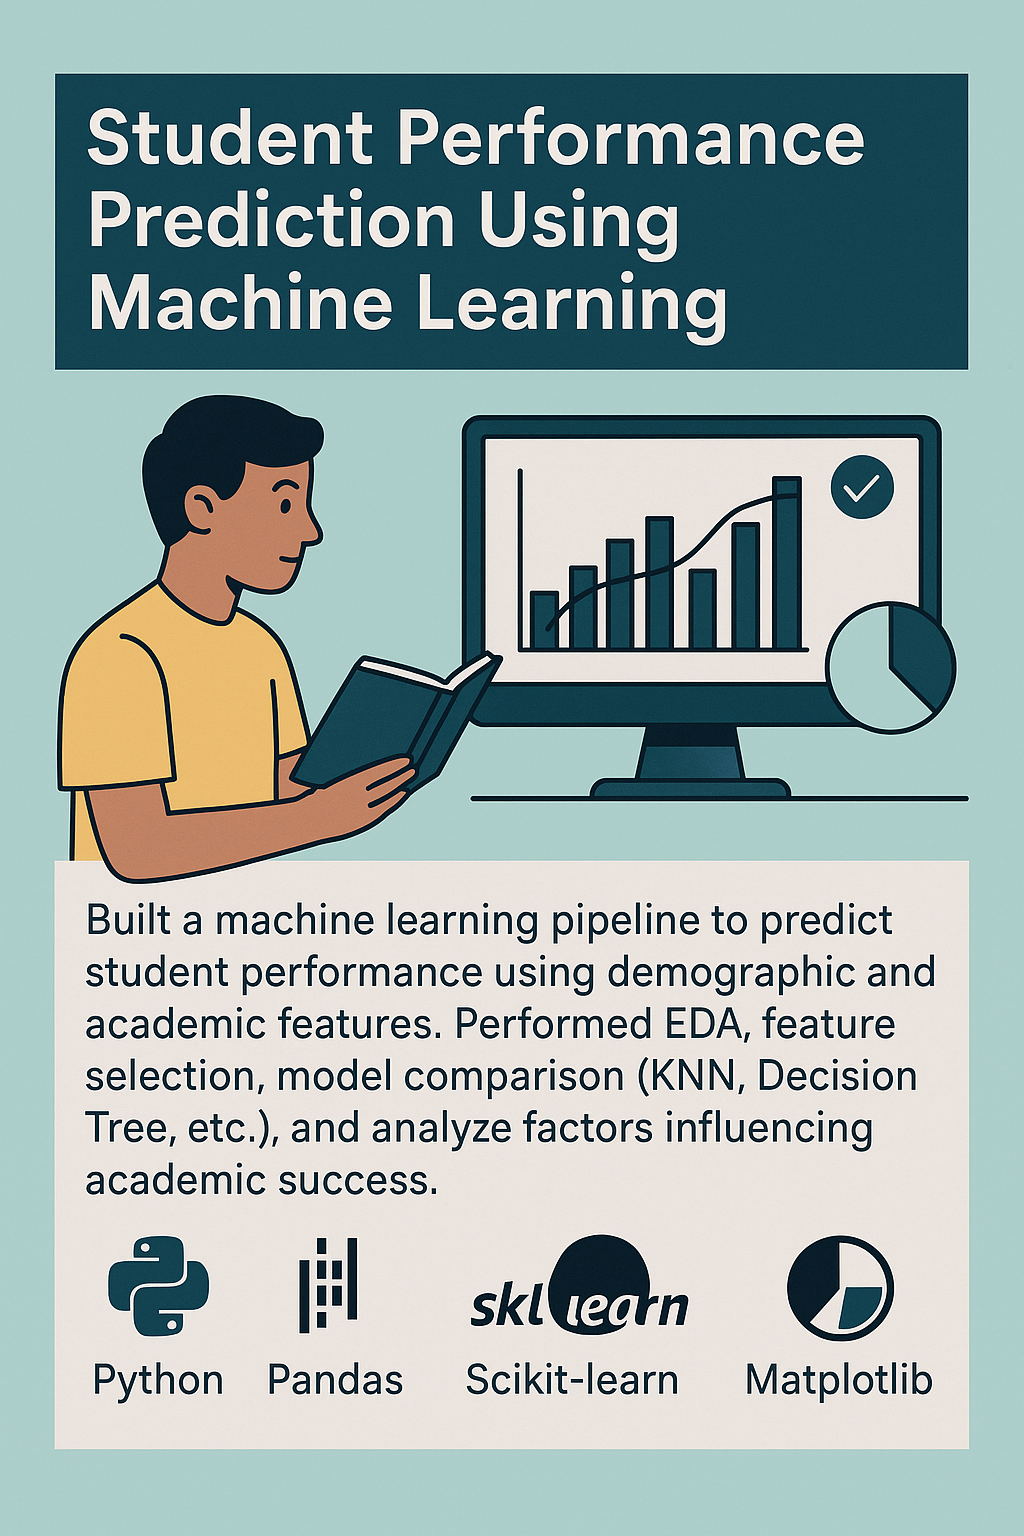 Student Performance
Prediction Using
Machine Learning
Built a machine learning pipeline to predict
student performance using demographic and
academic features. Performed EDA, feature
selection, model comparison (KNN, Decision
Tree, etc.), and analyze factors influencing
academic success.
skl learn
Python Pandas Scikit-learn Matplotlib